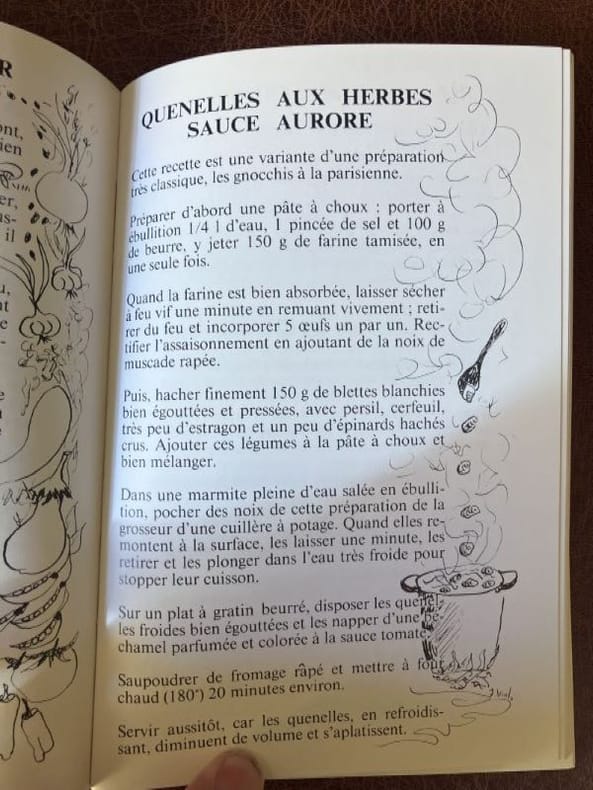 R
ont,
ien
er,
as-
il
u,
nt
e
-
e
QUENELLES AUX HERBES
SAUCE AURORE
Cette recette est une variante d'une préparation
très classique, les gnocchis à la parisienne.
Préparer d'abord une pâte à choux : porter à
ébullition 1/4 l d'eau, 1 pincée de sel et 100 g
de beurre, y jeter 150 g de farine tamisée, en
une seule fois.
Quand la farine est bien absorbée, laisser sécher
à feu vif une minute en remuant vivement ; reti-
rer du feu et incorporer 5 œufs un par un. Rec-
tifier l'assaisonnement en ajoutant de la noix de
muscade rapée.
Puis, hacher finement 150 g de blettes blanchies
bien égouttées et pressées, avec persil, cerfeuil,
très peu d'estragon et un peu d'épinards hachés
crus. Ajouter ces légumes à la pâte à choux et
bien mélanger.
Dans une marmite pleine d'eau salée en ébulli-
tion, pocher des noix de cette préparation de la
grosseur d'une cuillère à potage. Quand elles re-
montent à la surface, les laisser une minute, les
retirer et les plonger dans l'eau très froide pour
stopper leur cuisson.
Sur un plat à gratin beurré, disposer les quenel-
les froides bien égouttées et les napper d'une bé-
chamel parfumée et colorée à la sauce tomate.
Saupoudrer de fromage râpé et mettre à four
chaud (180°) 20 minutes environ.
Servir aussitôt, car les quenelles, en refroidis-
sant, diminuent de volume et s'aplatissent.